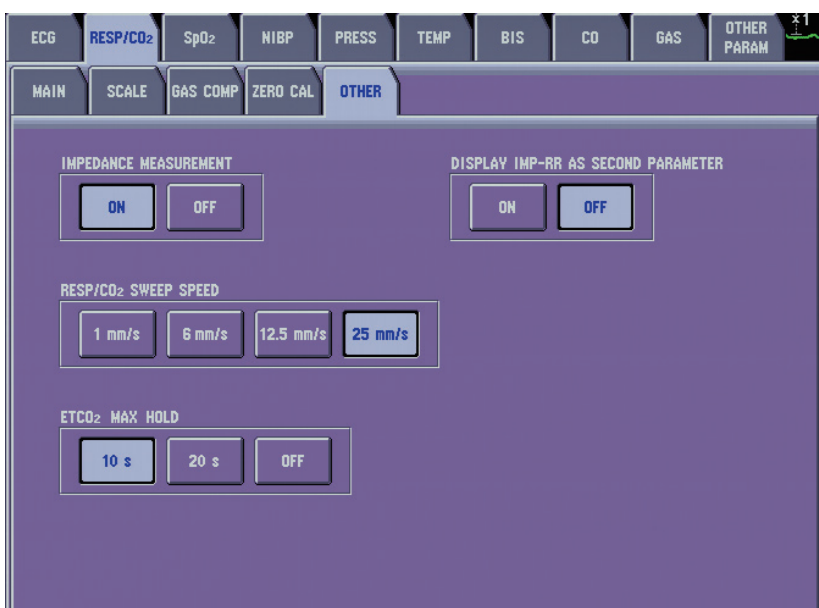 ECG RESP/CO₂ SpO₂ NIBP PRESS TEMP BIS CO GAS OTHER PARAM ×1
MAIN SCALE GAS COMP ZERO CAL OTHER
IMPEDANCE MEASUREMENT DISPLAY IMP-RR AS SECOND PARAMETER
ON OFF ON OFF
RESP/CO₂ SWEEP SPEED
1 mm/s 6 mm/s 12.5 mm/s 25 mm/s
ETCO₂ MAX HOLD
10 s 20 s OFF